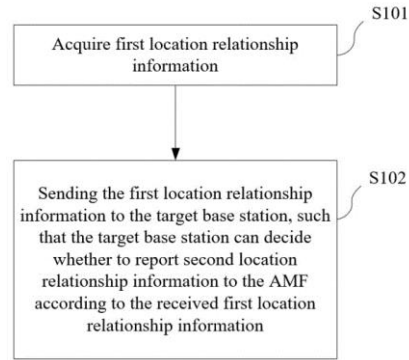 S101
Acquire first location relationship
information
S102
Sending the first location relationship
information to the target base station, such
that the target base station can decide
whether to report second location
relationship information to the AMF
according to the received first location
relationship information